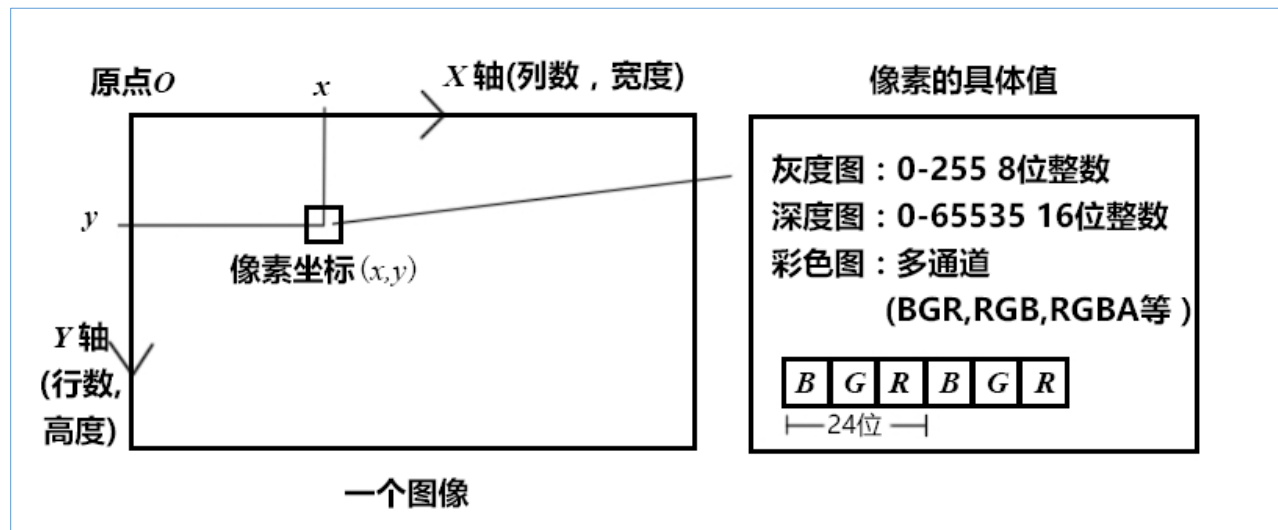 原点O
x
X 轴(列数，宽度)
y
像素坐标(x,y)
Y 轴
(行数,
高度)
一个图像
像素的具体值
灰度图：0-255 8位整数
深度图：0-65535 16位整数
彩色图：多通道
(BGR,RGB,RGBA等 )
B G R B G R
24位